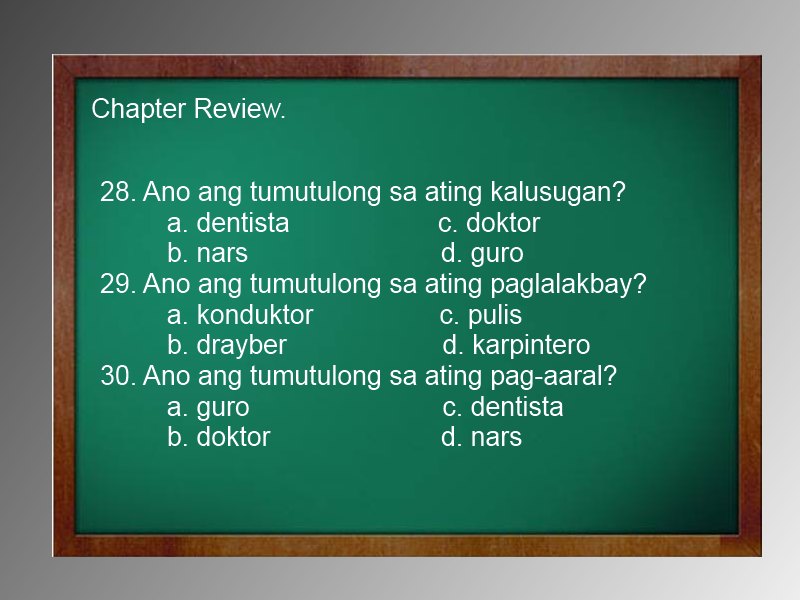 Chapter Review.
28. Ano ang tumutulong sa ating kalusugan?
a. dentista c. doktor
b. nars d. guro
29. Ano ang tumutulong sa ating paglalakbay?
a. konduktor c. pulis
b. drayber d. karpintero
30. Ano ang tumutulong sa ating pag-aaral?
a. guro c. dentista
b. doktor d. nars